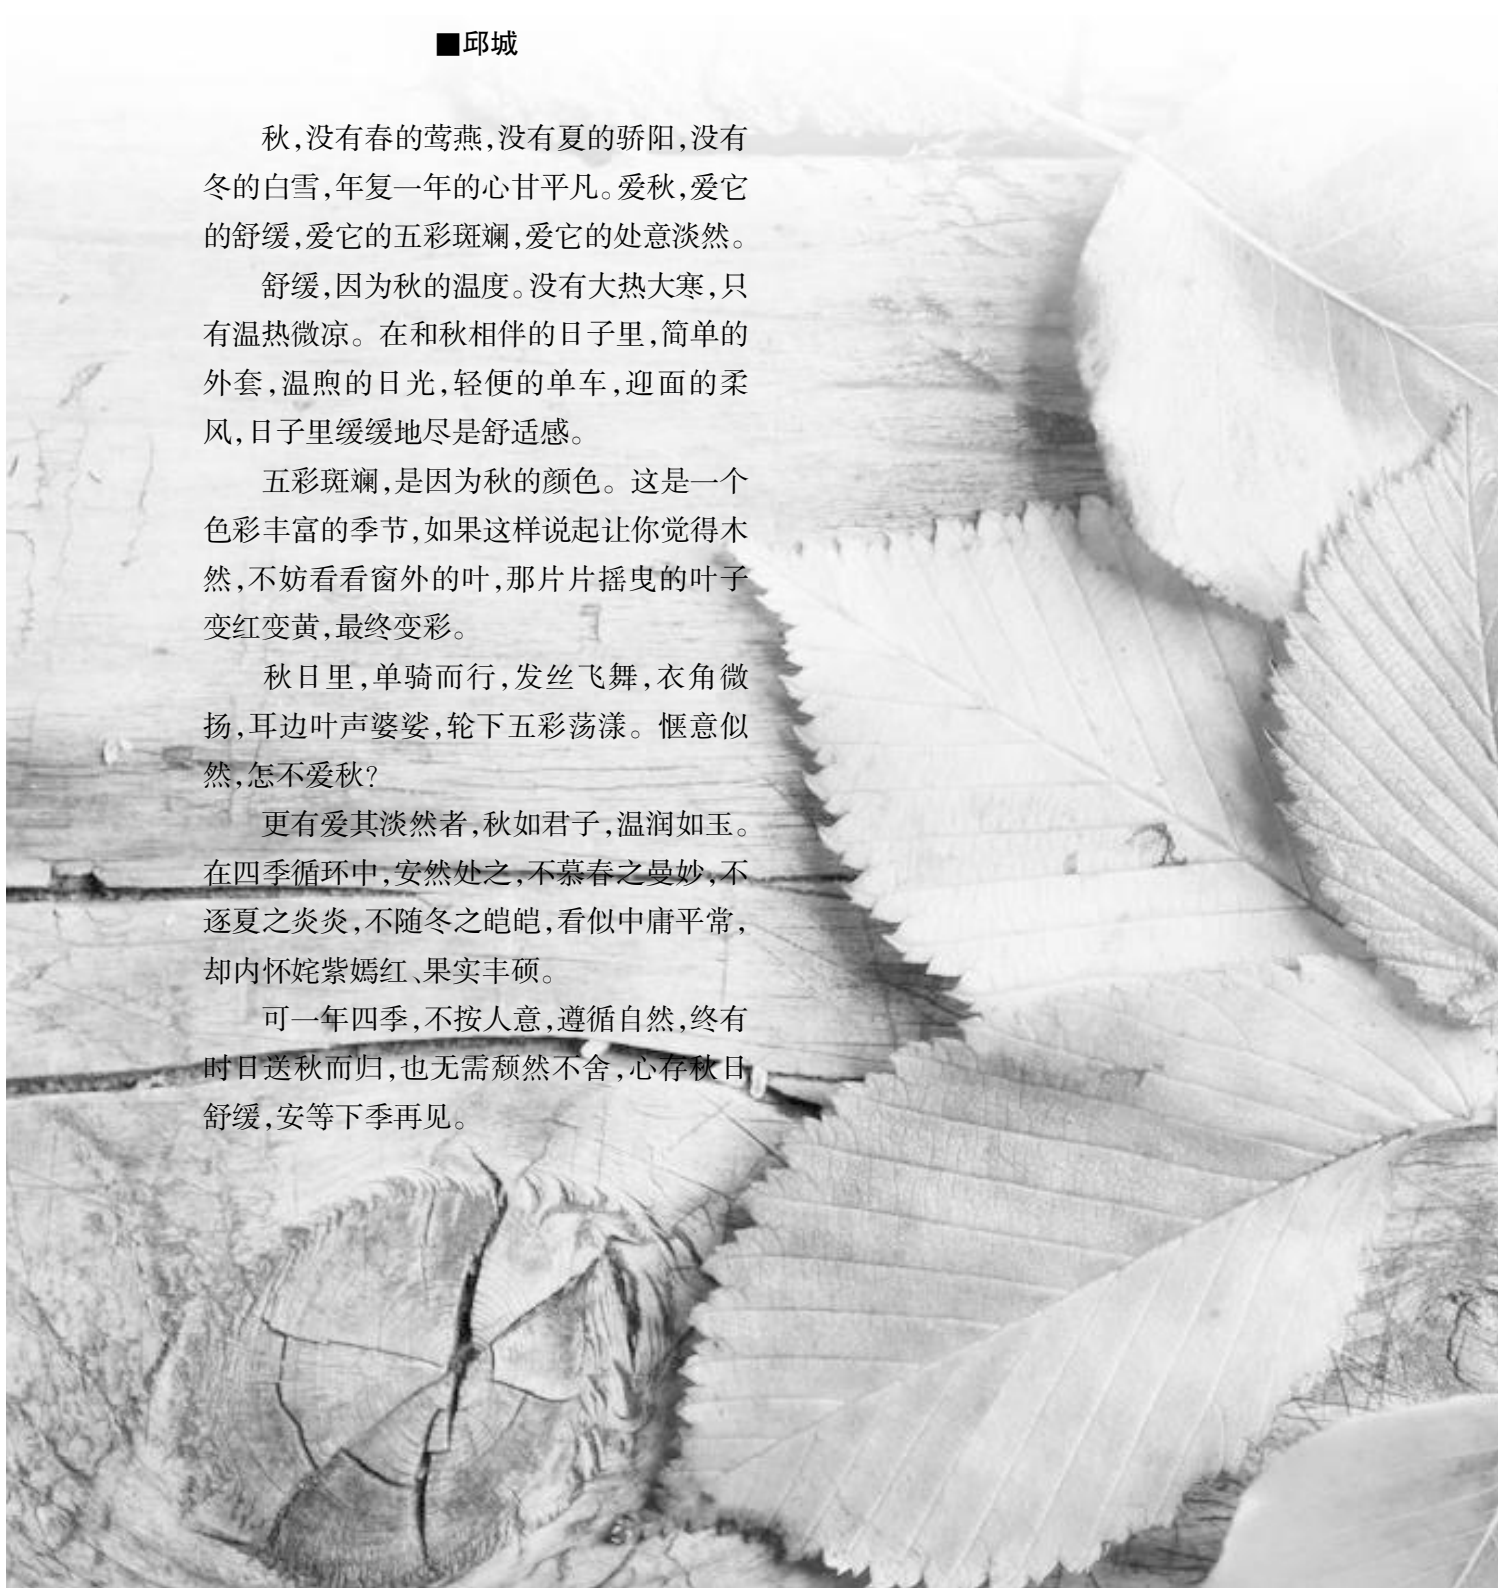 ■邱城
秋,没有春的莺燕,没有夏的骄阳,没有
冬的白雪,年复一年的心甘平凡。爱秋,爱它
的舒缓,爱它的五彩斑斓,爱它的处意淡然。
舒缓,因为秋的温度。没有大热大寒,只
有温热微凉。在和秋相伴的日子里,简单的
外套,温煦的日光,轻便的单车,迎面的柔
风,日子里缓缓地尽是舒适感。
五彩斑斓,是因为秋的颜色。这是一个
色彩丰富的季节,如果这样说起让你觉得木
然,不妨看看窗外的叶,那片片摇曳的叶子
变红变黄,最终变彩。
秋日里,单骑而行,发丝飞舞,衣角微
扬,耳边叶声婆娑,轮下五彩荡漾。惬意似
然,怎不爱秋?
更有爱其淡然者,秋如君子,温润如玉。
在四季循环中,安然处之,不慕春之曼妙,不
逐夏之炎炎,不随冬之皑皑,看似中庸平常,
却内怀姹紫嫣红、果实丰硕。
可一年四季,不按人意,遵循自然,终有
时日送秋而归,也无需颓然不舍,心存秋日
舒缓,安等下季再见。